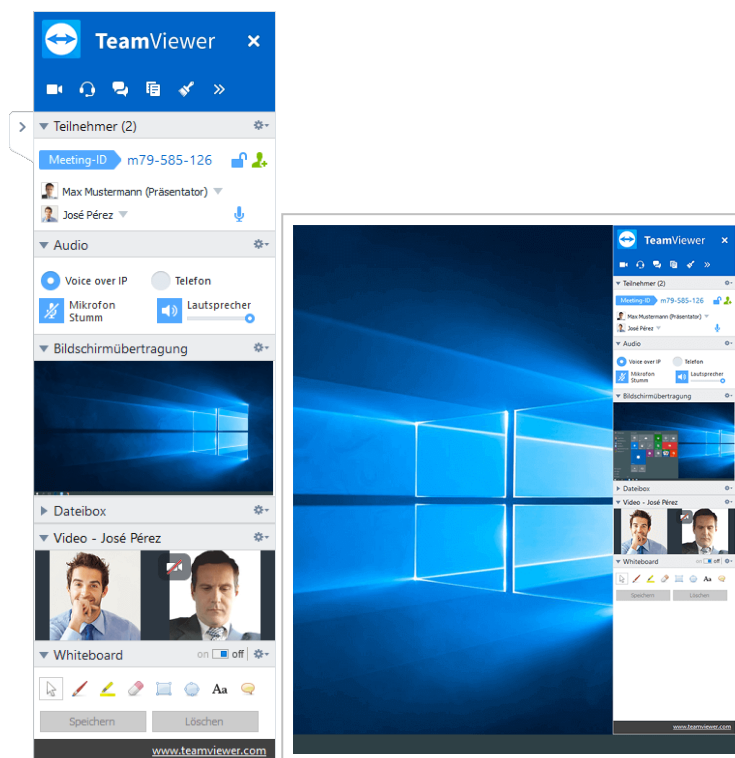 TeamViewer
Teilnehmer (2)
Meeting-ID m79-585-126
Max Mustermann (Präsentator)
José Pérez
Audio
Voice over IP Telefon
Mikrofon Stumm Lautsprecher
Bildschirmübertragung
Dateibox
Video - José Pérez
Whiteboard on off
Aa
Speichern Löschen
www.teamviewer.com
TeamViewer
Teilnehmer (2)
Meeting-ID m79-585-126
Max Mustermann (Präsentator)
José Pérez
Audio
Voice over IP Telefon
Mikrofon Stumm Lautsprecher
Bildschirmübertragung
Dateibox
Video - José Pérez
Whiteboard on off
Aa
Speichern Löschen
www.teamviewer.com